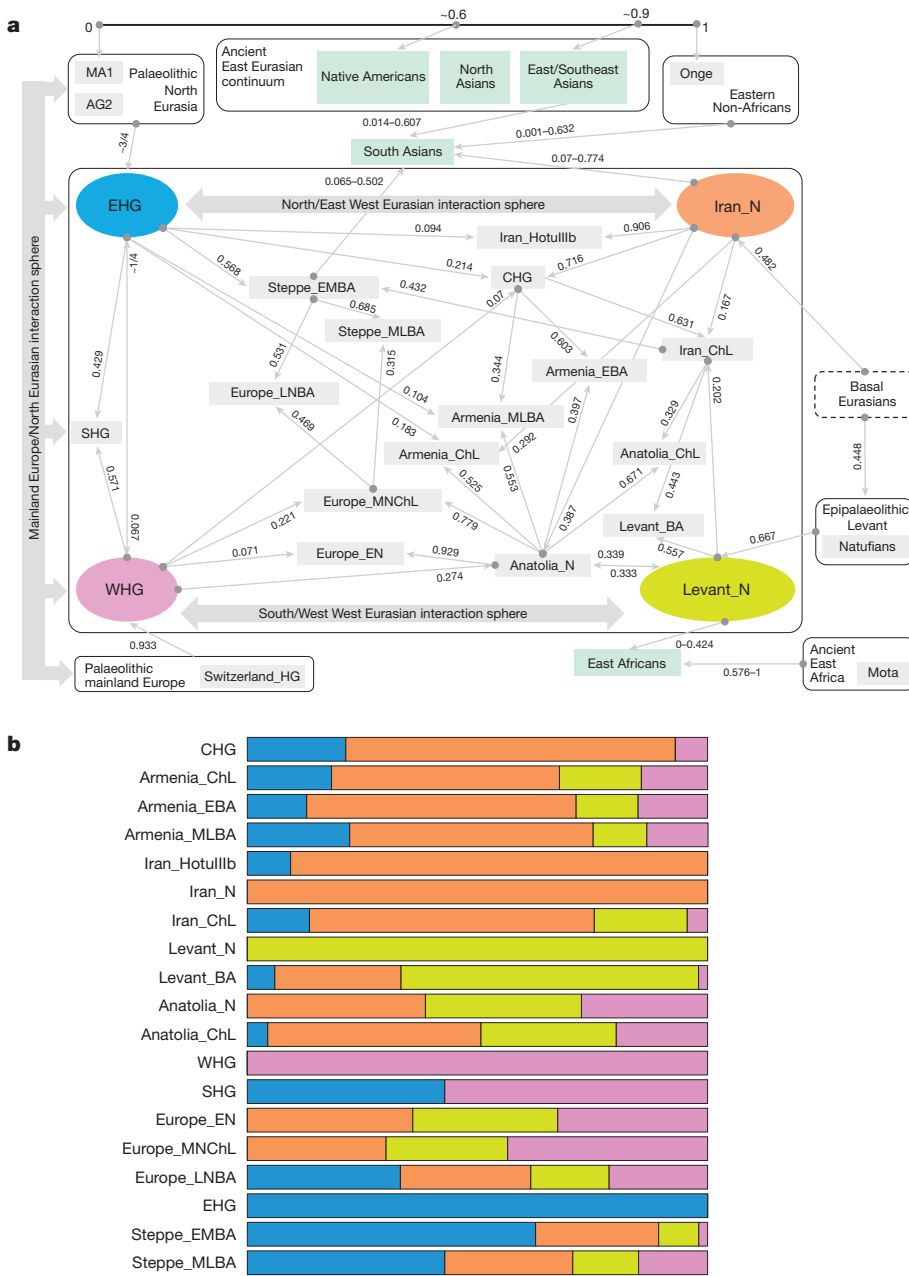 a
0
~0.6
~0.9
1
MA1
AG2
Palaeolithic
North
Eurasia
Ancient
East Eurasian
continuum
Native Americans
North
Asians
East/Southeast
Asians
Onge
Eastern
Non-Africans
~3/4
0.014–0.607
0.001–0.632
South Asians
0.07–0.774
0.065–0.502
Mainland Europe/North Eurasian interaction sphere
EHG
North/East West Eurasian interaction sphere
Iran_N
0.094
Iran_HotuIIIb
0.906
~1/4
0.568
0.214
CHG
0.716
0.482
Steppe_EMBA
0.432
0.07
0.167
0.685
Steppe_MLBA
0.631
0.429
0.531
0.315
0.344
0.603
Iran_ChL
Armenia_EBA
Basal
Eurasians
Europe_LNBA
0.104
0.397
0.329
0.202
SHG
0.469
0.183
Armenia_MLBA
0.292
Armenia_ChL
Anatolia_ChL
0.448
0.571
0.525
0.553
0.671
0.443
Europe_MNChL
0.387
0.067
0.221
0.779
Levant_BA
Epipalaeolithic
Levant
Natufians
0.667
0.071
Europe_EN
0.929
Anatolia_N
0.339
0.333
0.557
0.274
WHG
Levant_N
South/West West Eurasian interaction sphere
0.933
0–0.424
Palaeolithic
mainland Europe
Switzerland_HG
East Africans
0.576–1
Ancient
East
Africa
Mota
b
CHG
Armenia_ChL
Armenia_EBA
Armenia_MLBA
Iran_HotuIIIb
Iran_N
Iran_ChL
Levant_N
Levant_BA
Anatolia_N
Anatolia_ChL
WHG
SHG
Europe_EN
Europe_MNChL
Europe_LNBA
EHG
Steppe_EMBA
Steppe_MLBA